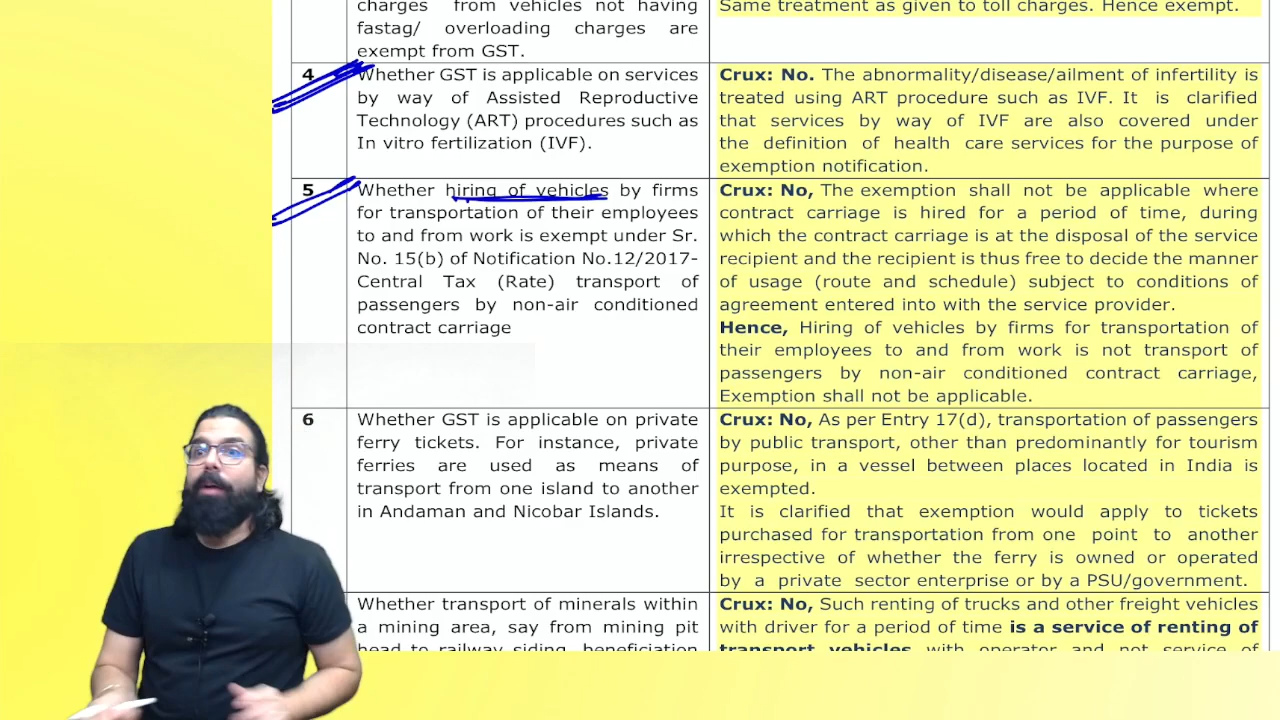 charges from vehicles not having
fastag/ overloading charges are
exempt from GST.
Same treatment as given to toll charges. Hence exempt.
4
Whether GST is applicable on services
by way of Assisted Reproductive
Technology (ART) procedures such as
In vitro fertilization (IVF).
Crux: No. The abnormality/disease/ailment of infertility is
treated using ART procedure such as IVF. It is clarified
that services by way of IVF are also covered under
the definition of health care services for the purpose of
exemption notification.
5
Whether hiring of vehicles by firms
for transportation of their employees
to and from work is exempt under Sr.
No. 15(b) of Notification No.12/2017-
Central Tax (Rate) transport of
passengers by non-air conditioned
contract carriage
Crux: No, The exemption shall not be applicable where
contract carriage is hired for a period of time, during
which the contract carriage is at the disposal of the service
recipient and the recipient is thus free to decide the manner
of usage (route and schedule) subject to conditions of
agreement entered into with the service provider.
Hence, Hiring of vehicles by firms for transportation of
their employees to and from work is not transport of
passengers by non-air conditioned contract carriage,
Exemption shall not be applicable.
6
Whether GST is applicable on private
ferry tickets. For instance, private
ferries are used as means of
transport from one island to another
in Andaman and Nicobar Islands.
Crux: No, As per Entry 17(d), transportation of passengers
by public transport, other than predominantly for tourism
purpose, in a vessel between places located in India is
exempted.
It is clarified that exemption would apply to tickets
purchased for transportation from one point to another
irrespective of whether the ferry is owned or operated
by a private sector enterprise or by a PSU/government.
Whether transport of minerals within
a mining area, say from mining pit
head to railway siding, beneficiation
Crux: No, Such renting of trucks and other freight vehicles
with driver for a period of time is a service of renting of
transport vehicles with operator and not service of